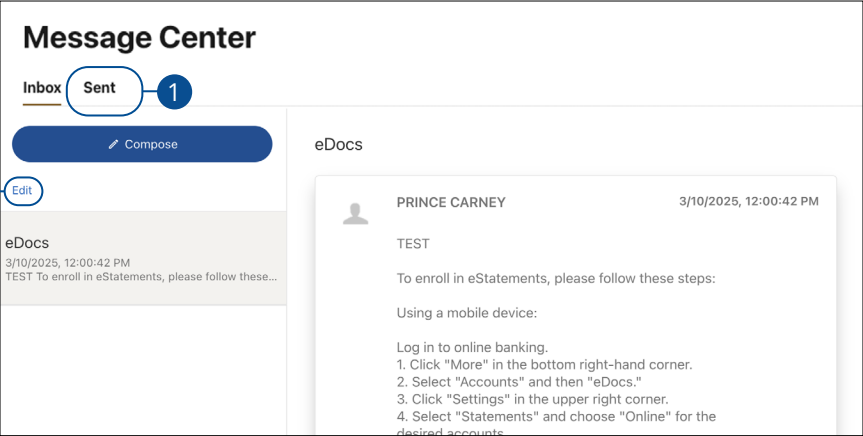 Message Center
Inbox Sent 1
Compose
Edit
eDocs
3/10/2025, 12:00:42 PM
TEST To enroll in eStatements, please follow these...
eDocs
PRINCE CARNEY 3/10/2025, 12:00:42 PM
TEST
To enroll in eStatements, please follow these steps:
Using a mobile device:
Log in to online banking.
1. Click "More" in the bottom right-hand corner.
2. Select "Accounts" and then "eDocs."
3. Click "Settings" in the upper right corner.
4. Select "Statements" and choose "Online" for the
desired accounts